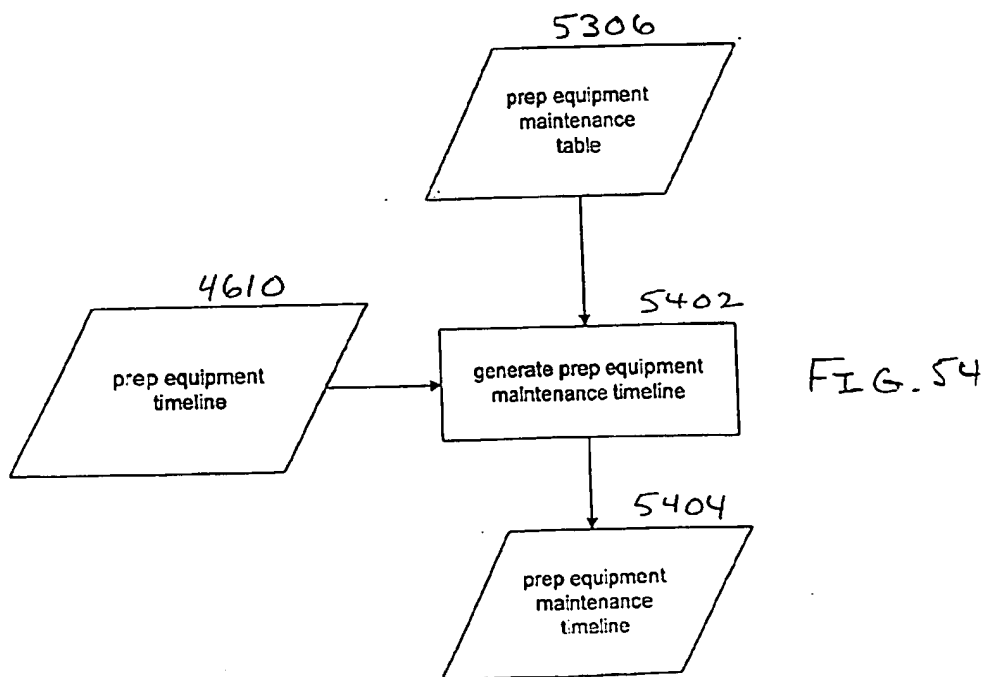 5306
prep equipment
maintenance
table
4610
prep equipment
timeline
5402
generate prep equipment
maintenance timeline
FIG. 54
5404
prep equipment
maintenance
timeline